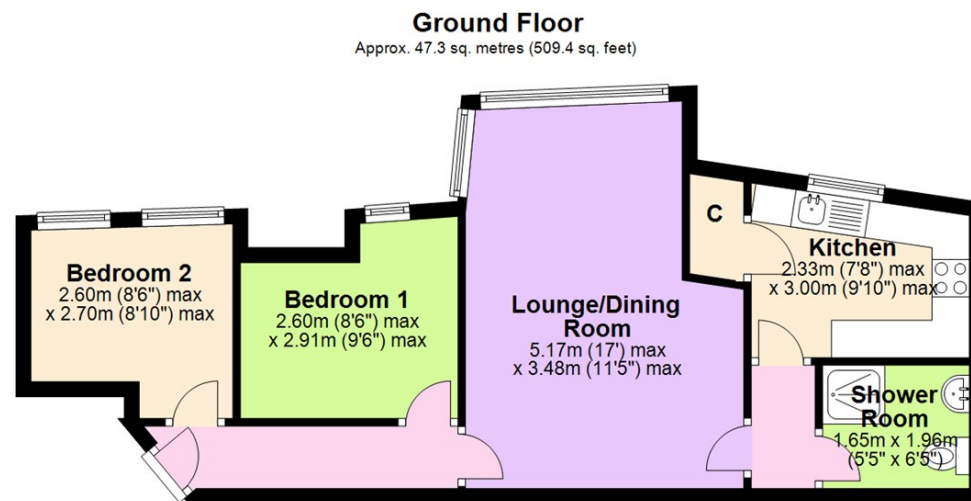 Ground Floor
Approx. 47.3 sq. metres (509.4 sq. feet)
Bedroom 2
2.60m (8'6") max
x 2.70m (8'10") max
Bedroom 1
2.60m (8'6") max
x 2.91m (9'6") max
Lounge/Dining
Room
5.17m (17') max
x 3.48m (11'5") max
C
Kitchen
2.33m (7'8") max
x 3.00m (9'10") max
Shower
Room
1.65m x 1.96m
(5'5" x 6'5")